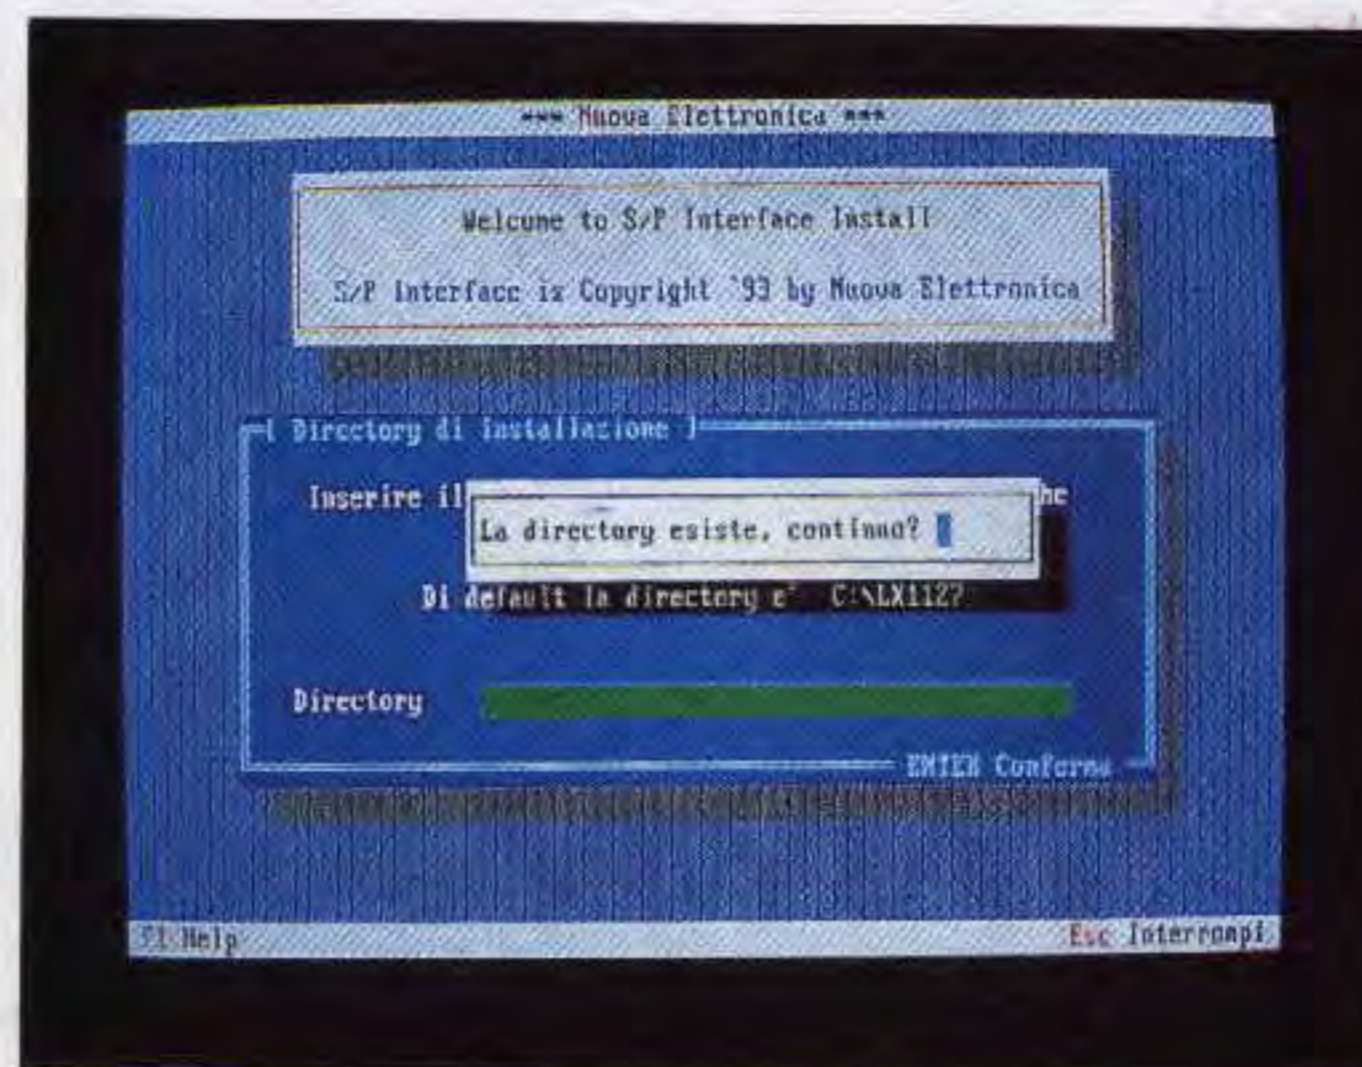 *** Nuova Elettronica ***
Welcome to S/P Interface Install
S/P Interface is Copyright `93 by Nuova Elettronica
[ Directory di installazione ]
Inserire il he
La directory esiste, continuo?
Di default la directory e' C:\LX1127
Directory
ENTER Conferma
F1 Help Esc Interrompi